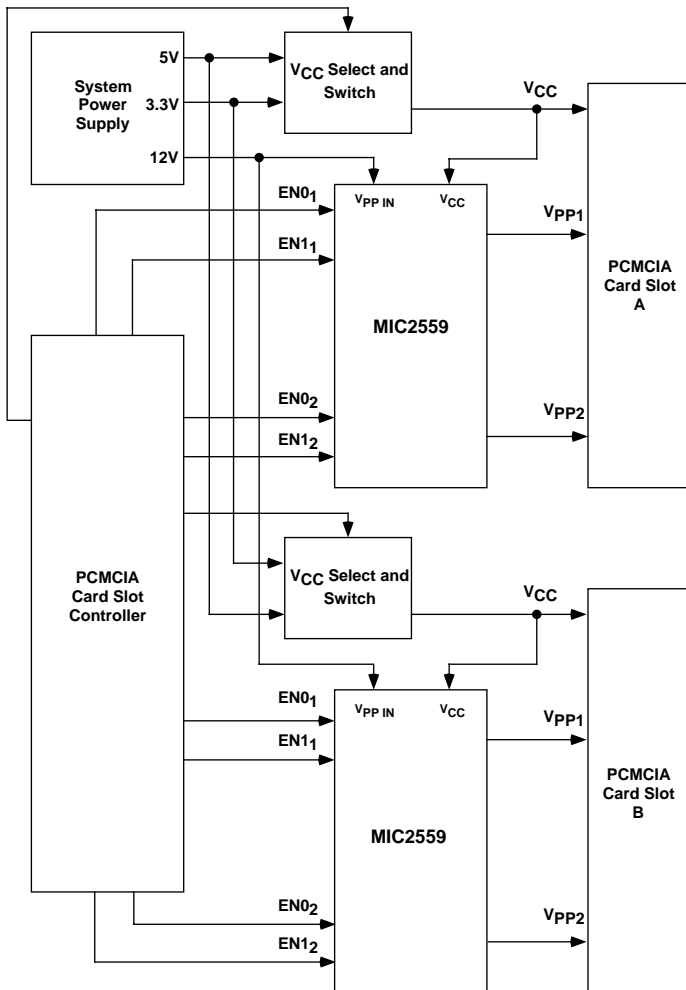 5V
System
Power
Supply
3.3V
12V
VCC Select and
Switch
VCC
EN01
EN11
VPP IN
VCC
VPP1
MIC2559
PCMCIA
Card Slot
A
EN02
EN12
VPP2
PCMCIA
Card Slot
Controller
VCC Select and
Switch
VCC
EN01
EN11
VPP IN
VCC
VPP1
MIC2559
PCMCIA
Card Slot
B
EN02
EN12
VPP2